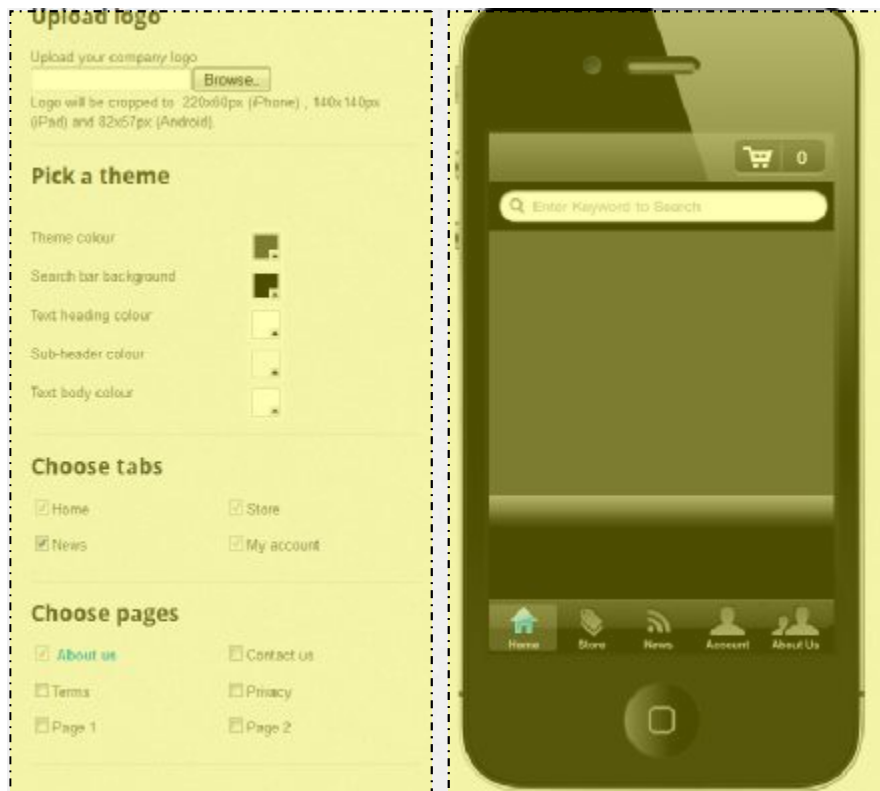 Upload logo
Upload your company logo
Browse..
Logo will be cropped to 220x60px (iPhone) , 140x140px
(iPad) and 82x57px (Android).
Pick a theme
Theme colour
Search bar background
Text heading colour
Sub-header colour
Text body colour
Choose tabs
Home Store
News My account
Choose pages
About us Contact us
Terms Privacy
Page 1 Page 2
0
Enter Keyword to Search
Home Store News Account About Us